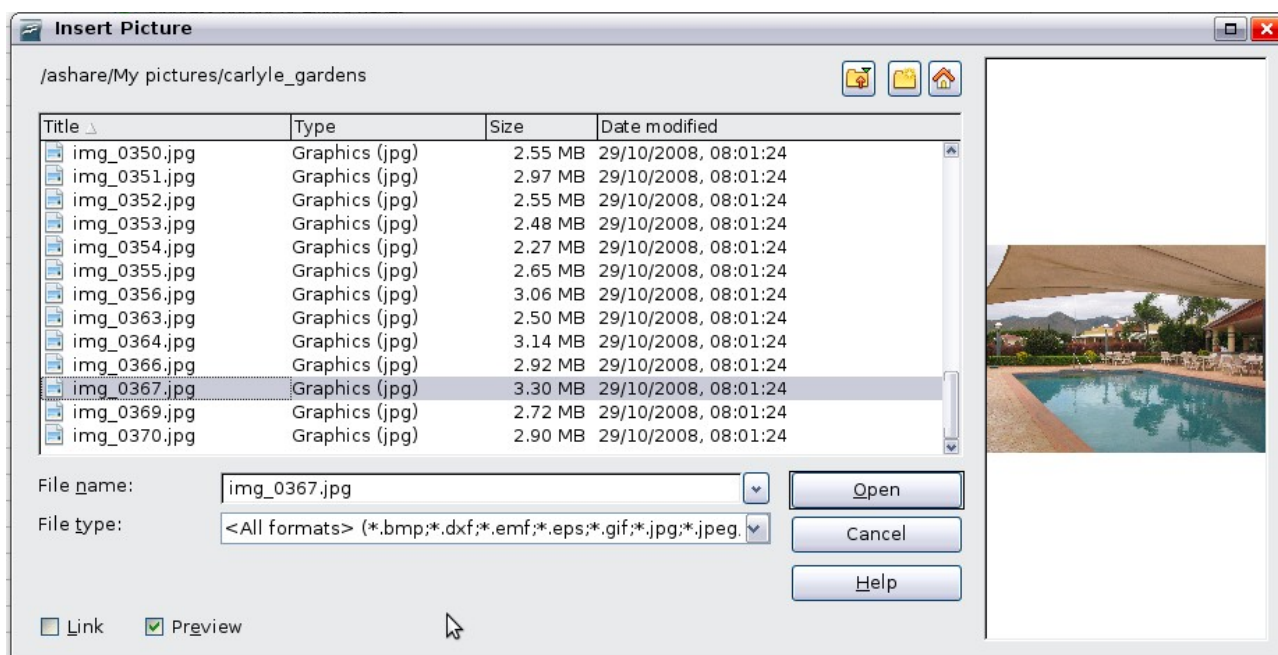 Insert Picture
/ashare/My pictures/carlyle_gardens
Title Type Size Date modified
img_0350.jpg Graphics (jpg) 2.55 MB 29/10/2008, 08:01:24
img_0351.jpg Graphics (jpg) 2.97 MB 29/10/2008, 08:01:24
img_0352.jpg Graphics (jpg) 2.55 MB 29/10/2008, 08:01:24
img_0353.jpg Graphics (jpg) 2.48 MB 29/10/2008, 08:01:24
img_0354.jpg Graphics (jpg) 2.27 MB 29/10/2008, 08:01:24
img_0355.jpg Graphics (jpg) 2.65 MB 29/10/2008, 08:01:24
img_0356.jpg Graphics (jpg) 3.06 MB 29/10/2008, 08:01:24
img_0363.jpg Graphics (jpg) 2.50 MB 29/10/2008, 08:01:24
img_0364.jpg Graphics (jpg) 3.14 MB 29/10/2008, 08:01:24
img_0366.jpg Graphics (jpg) 2.92 MB 29/10/2008, 08:01:24
img_0367.jpg Graphics (jpg) 3.30 MB 29/10/2008, 08:01:24
img_0369.jpg Graphics (jpg) 2.72 MB 29/10/2008, 08:01:24
img_0370.jpg Graphics (jpg) 2.90 MB 29/10/2008, 08:01:24
File name: img_0367.jpg Open
File type: <All formats> (*.bmp;*.dxf;*.emf;*.eps;*.gif;*.jpg;*.jpeg, Cancel
Help
Link Preview